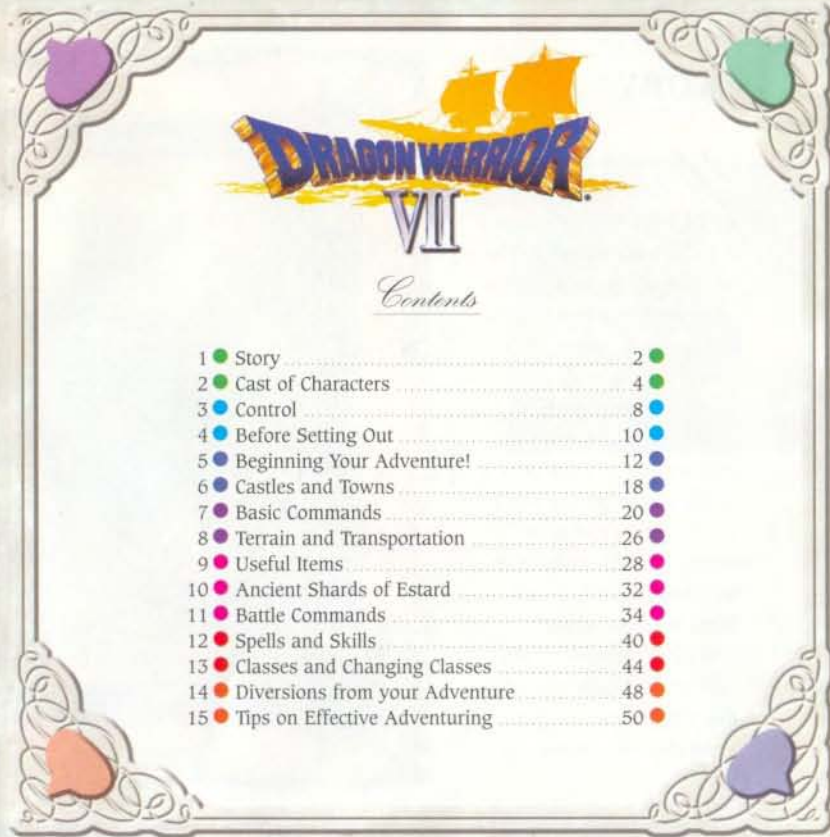 DRAGON WARRIOR
VII
Contents
1 Story 2
2 Cast of Characters 4
3 Control 8
4 Before Setting Out 10
5 Beginning Your Adventure! 12
6 Castles and Towns 18
7 Basic Commands 20
8 Terrain and Transportation 26
9 Useful Items 28
10 Ancient Shards of Estard 32
11 Battle Commands 34
12 Spells and Skills 40
13 Classes and Changing Classes 44
14 Diversions from your Adventure 48
15 Tips on Effective Adventuring 50